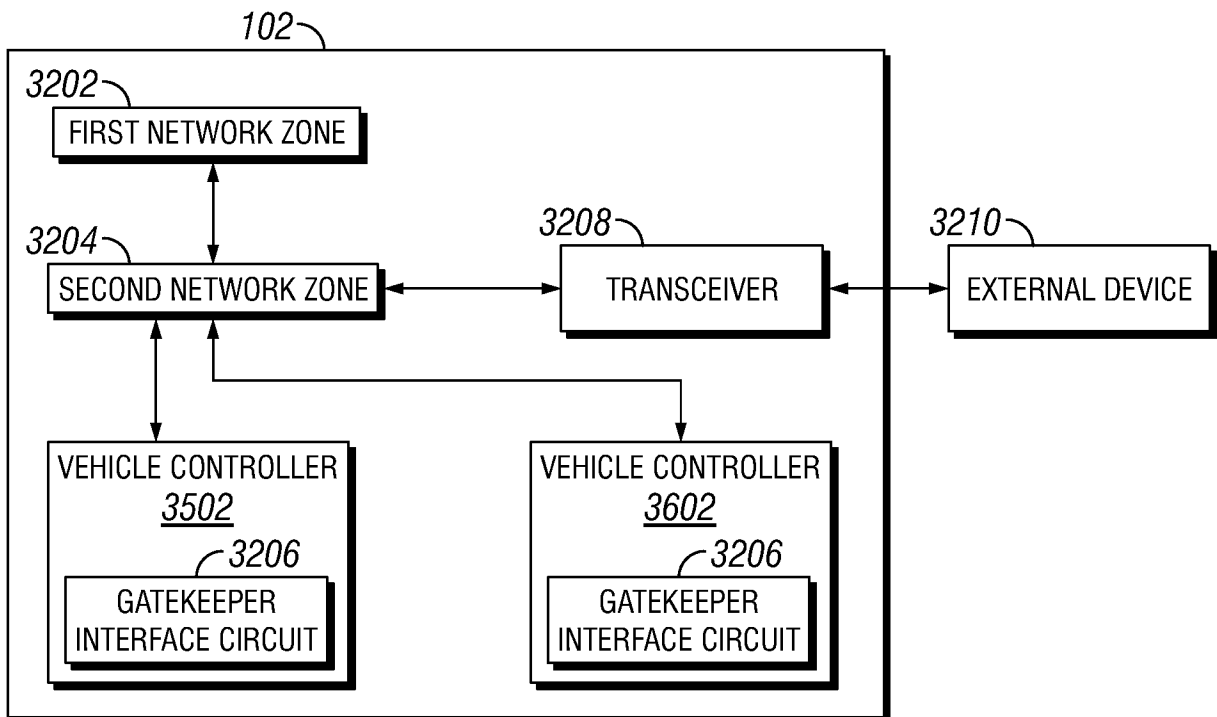 102
3202
FIRST NETWORK ZONE
3204
SECOND NETWORK ZONE
3208
TRANSCEIVER
3210
EXTERNAL DEVICE
VEHICLE CONTROLLER
3502
3206
GATEKEEPER
INTERFACE CIRCUIT
VEHICLE CONTROLLER
3602
3206
GATEKEEPER
INTERFACE CIRCUIT